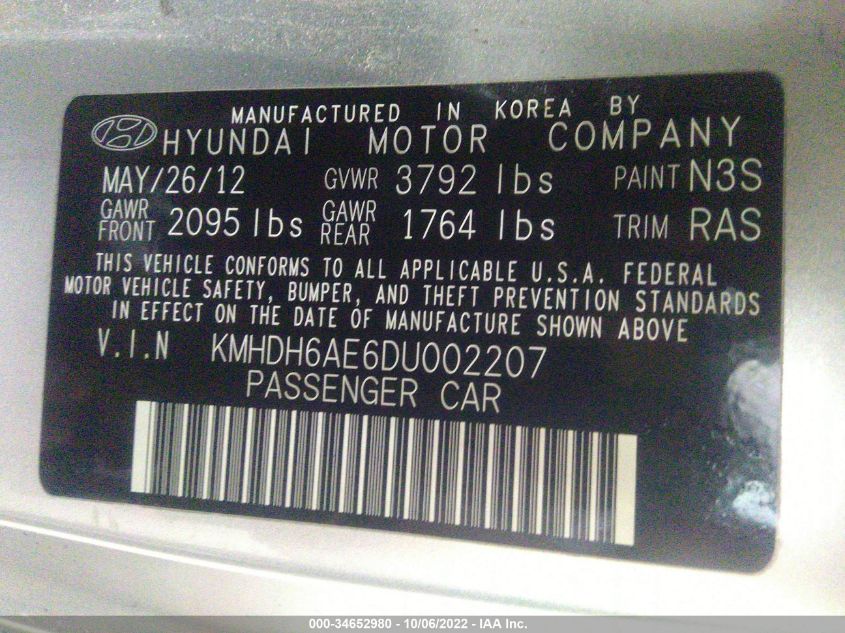 MANUFACTURED IN KOREA BY
HYUNDAI MOTOR COMPANY
MAY/26/12 GVWR 3792 lbs PAINT N3S
GAWR FRONT 2095 lbs GAWR REAR 1764 lbs TRIM RAS
THIS VEHICLE CONFORMS TO ALL APPLICABLE U.S.A. FEDERAL
MOTOR VEHICLE SAFETY, BUMPER, AND THEFT PREVENTION STANDARDS
IN EFFECT ON THE DATE OF MANUFACTURE SHOWN ABOVE
V.I.N KMHDH6AE6DU002207
PASSENGER CAR
000-34652980 - 10/06/2022 - IAA Inc.